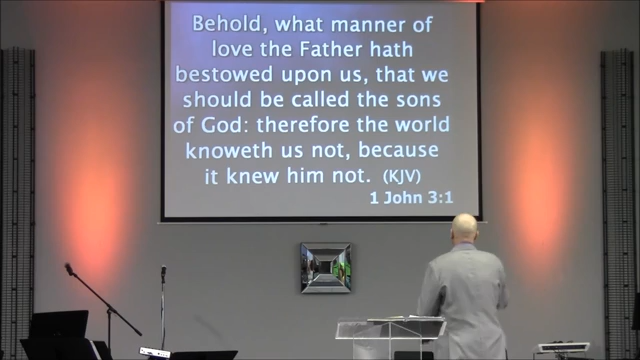 Behold, what manner of
love the Father hath
bestowed upon us, that we
should be called the sons
of God: therefore the world
knoweth us not, because
it knew him not. (KJV)
1 John 3:1